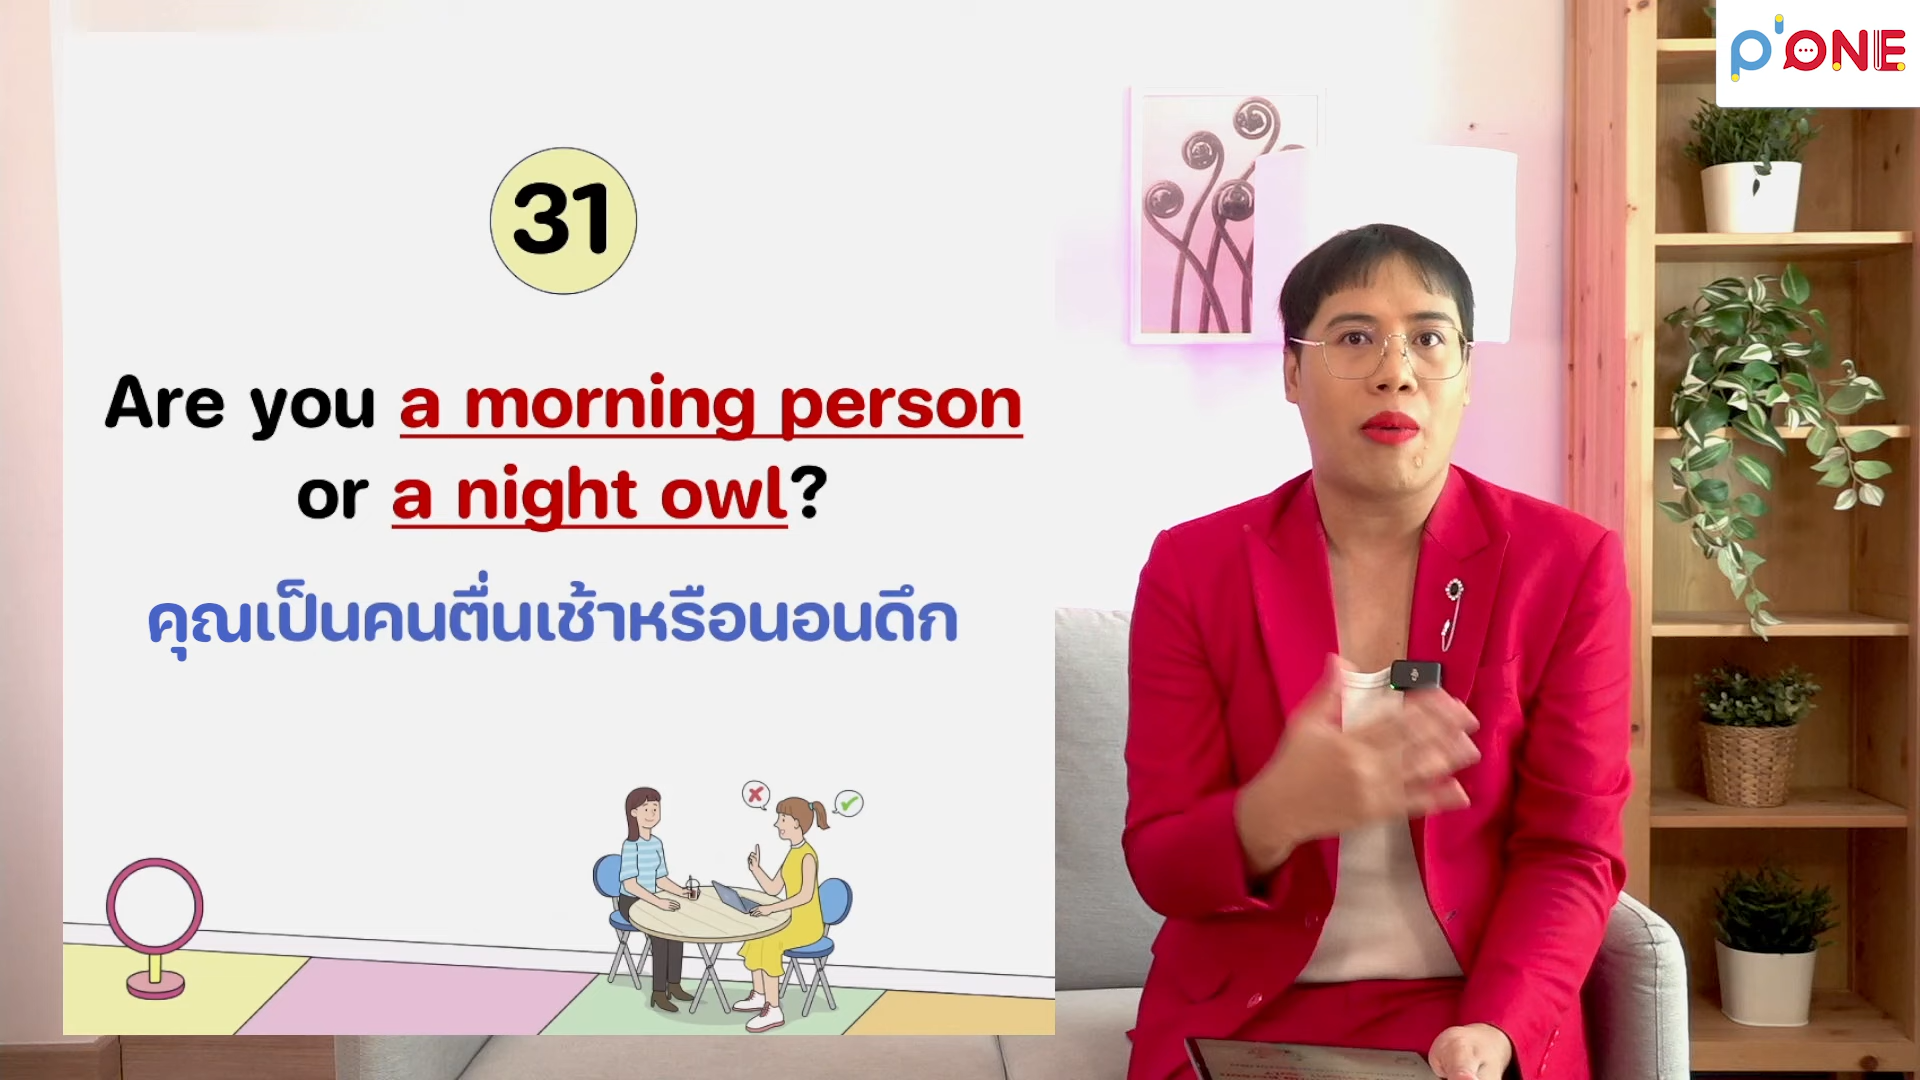 P'ONE
31
Are you a morning person
or a night owl?
คุณเป็นคนตื่นเช้าหรือนอนดึก